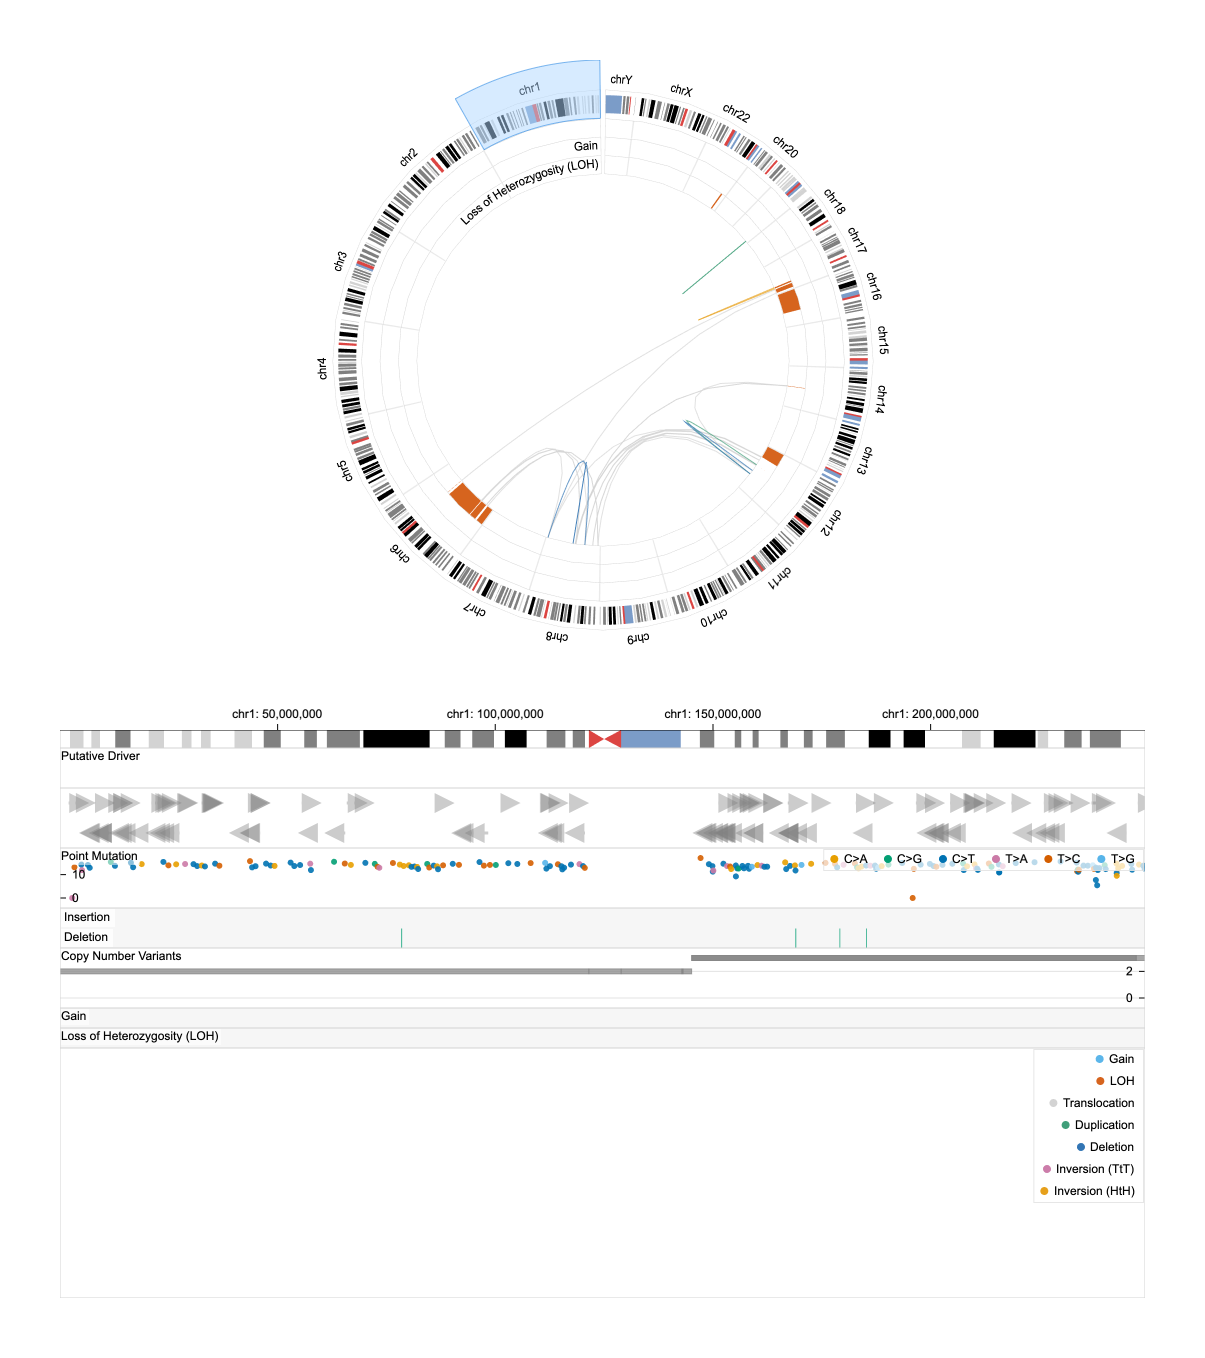 chr1
chrY
chrX
chr22
chr20
chr18
chr17
chr16
chr15
chr14
chr13
chr12
chr11
chr10
chr9
chr8
chr7
chr6
chr5
chr4
chr3
chr2
Gain
Loss of Heterozygosity (LOH)
chr1: 50,000,000 chr1: 100,000,000 chr1: 150,000,000 chr1: 200,000,000
Putative Driver
Point Mutation
C>A C>G C>T T>A T>C T>G
10
0
Insertion
Deletion
Copy Number Variants
2
0
Gain
Loss of Heterozygosity (LOH)
Gain
LOH
Translocation
Duplication
Deletion
Inversion (TtT)
Inversion (HtH)